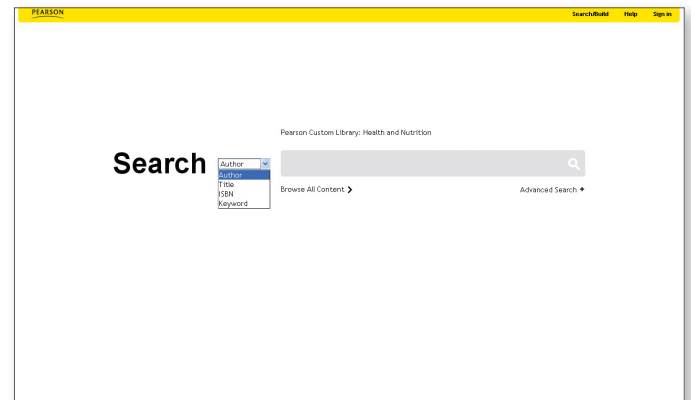 PEARSON
Search/Build Help Sign in
Pearson Custom Library: Health and Nutrition
Search
Author
Author
Title
ISBN
Keyword
Browse All Content
Advanced Search +